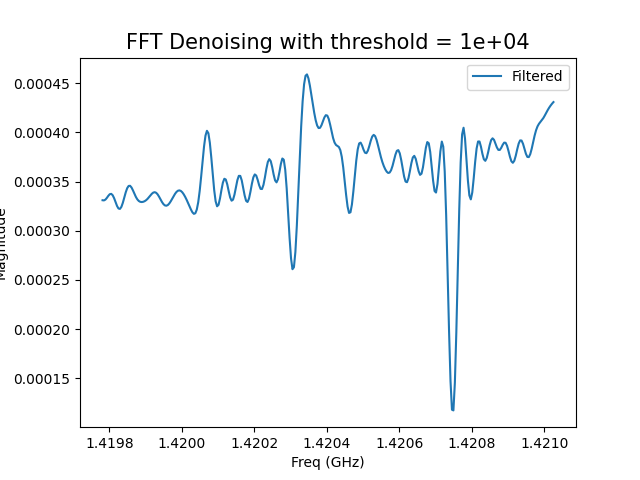 FFT Denoising with threshold = 1e+04
Filtered
0.00045
0.00040
0.00035
0.00030
0.00025
0.00020
0.00015
Magnitude
1.4198 1.4200 1.4202 1.4204 1.4206 1.4208 1.4210
Freq (GHz)